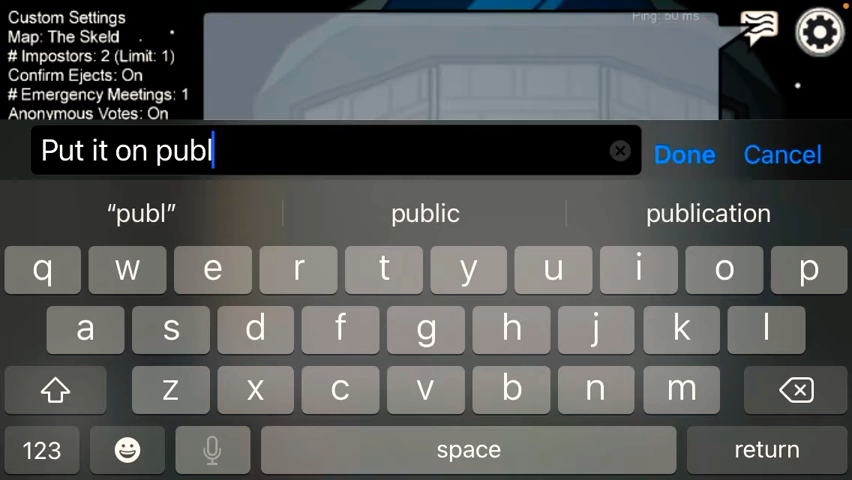 Custom Settings
Map: The Skeld
# Impostors: 2 (Limit: 1)
Confirm Ejects: On
# Emergency Meetings: 1
Anonymous Votes: On
Ping: 50 ms
Put it on publ
Done
Cancel
“publ”
public
publication
q w e r t y u i o p
a s d f g h j k l
z x c v b n m
123
space
return